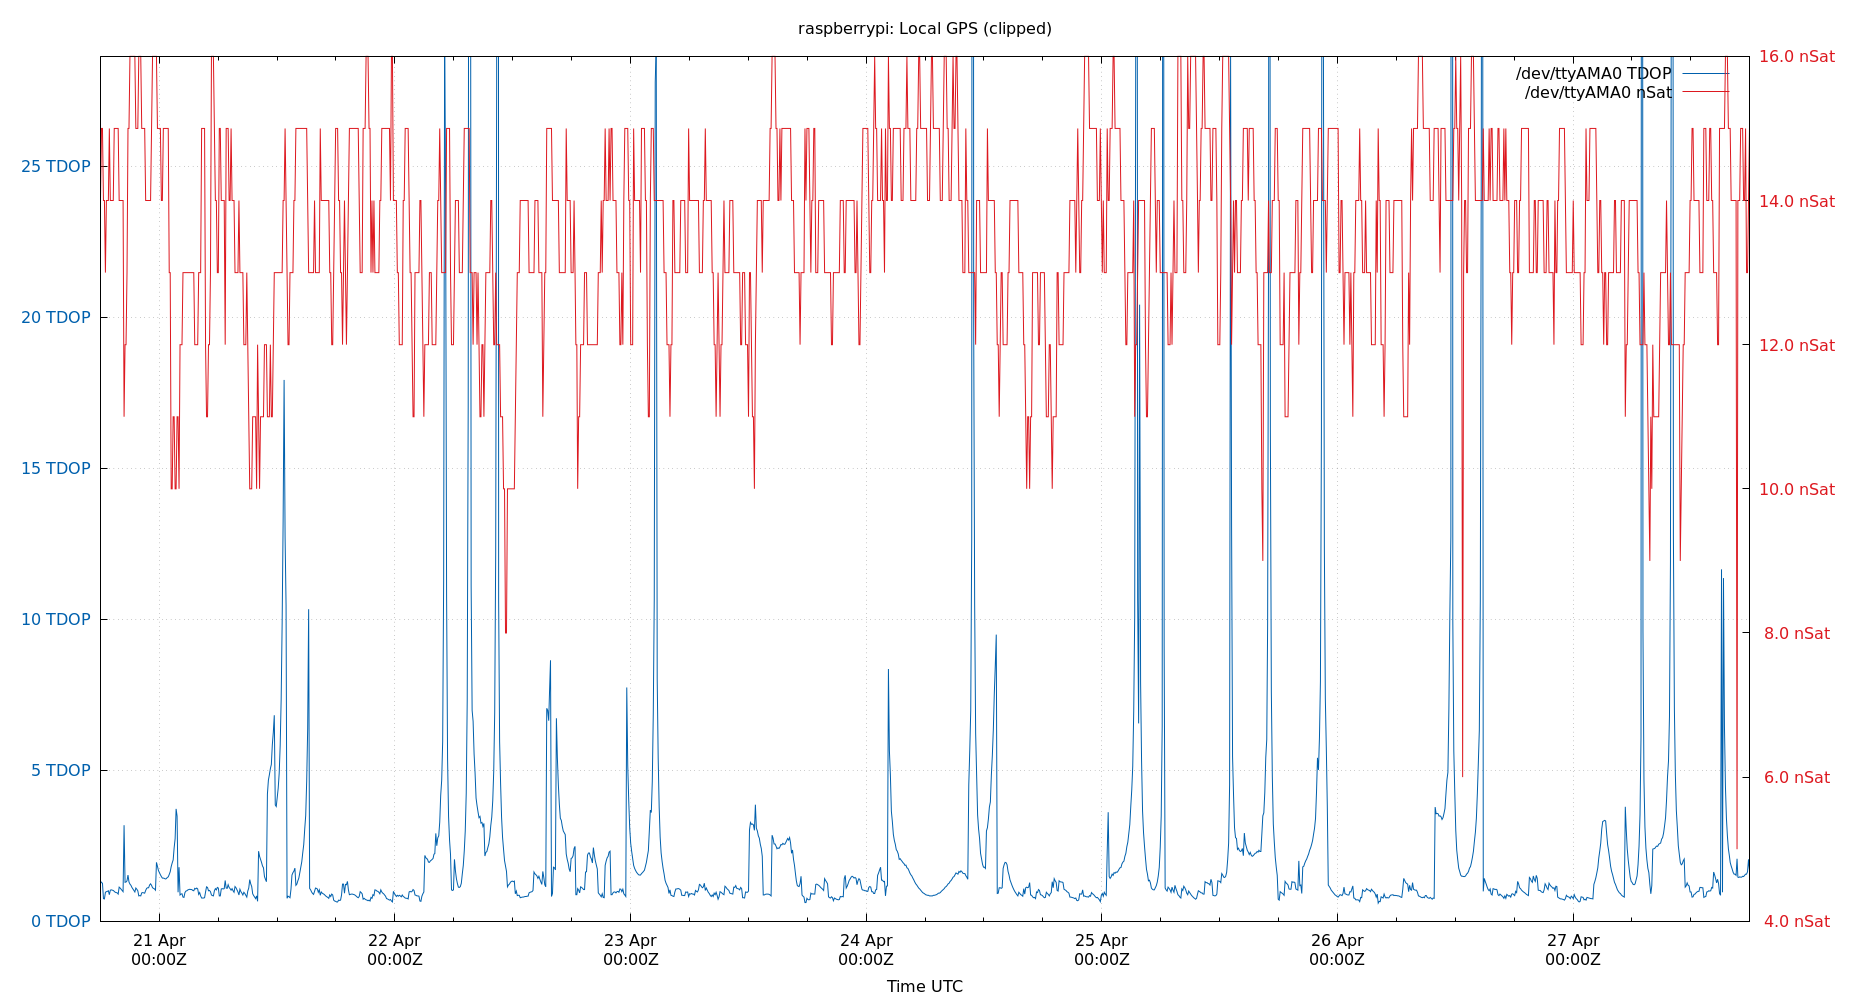 raspberrypi: Local GPS (clipped)
16.0 nSat
/dev/ttyAMA0 TDOP
/dev/ttyAMA0 nSat
25 TDOP
14.0 nSat
20 TDOP
12.0 nSat
15 TDOP
10.0 nSat
10 TDOP
8.0 nSat
5 TDOP
6.0 nSat
0 TDOP
4.0 nSat
21 Apr 22 Apr 23 Apr 24 Apr 25 Apr 26 Apr 27 Apr
00:00Z 00:00Z 00:00Z 00:00Z 00:00Z 00:00Z 00:00Z
Time UTC